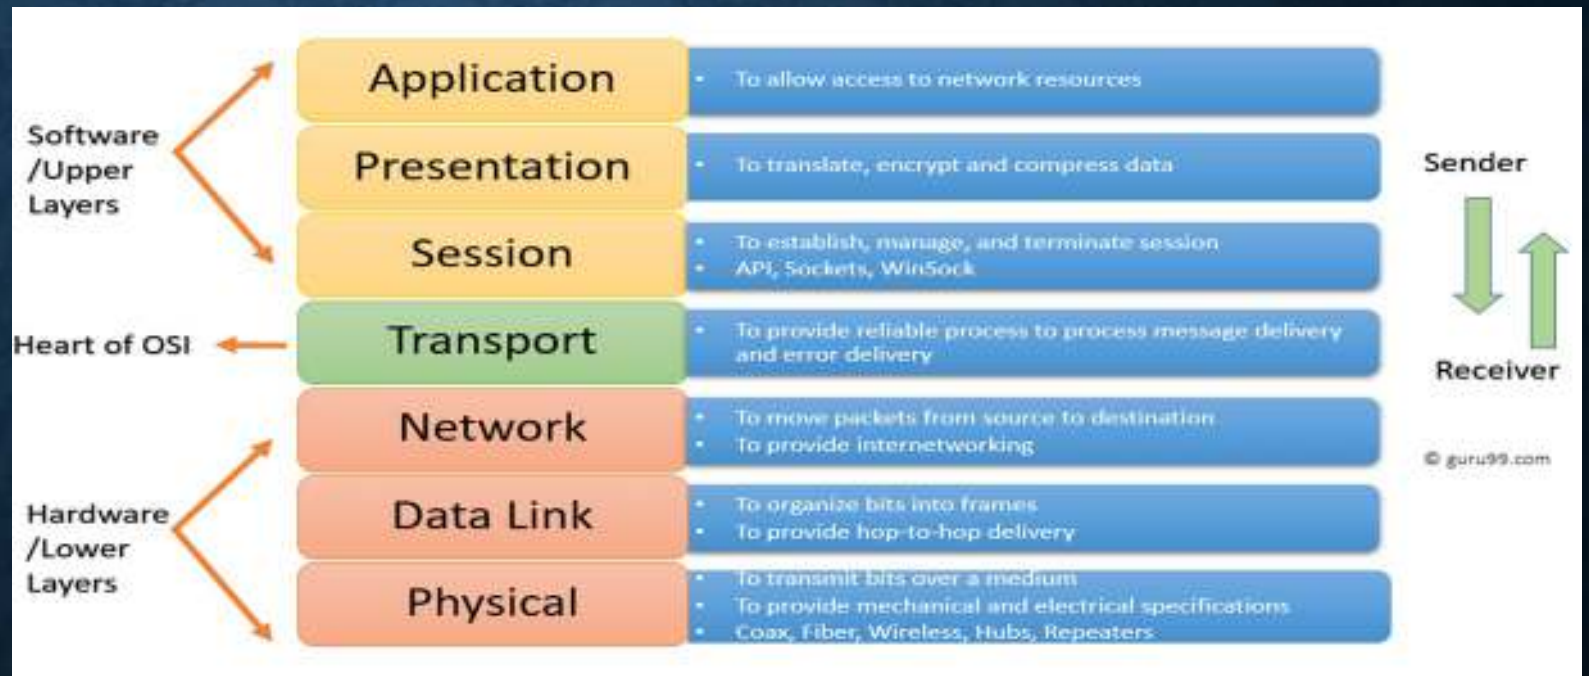 Software
/Upper
Layers
Heart of OSI
Hardware
/Lower
Layers
Application
• To allow access to network resources
Presentation
• To translate, encrypt and compress data
Session
• To establish, manage, and terminate session
• API, Sockets, WinSock
Transport
• To provide reliable process to process message delivery
and error delivery
Network
• To move packets from source to destination
• To provide internetworking
Data Link
• To organize bits into frames
• To provide hop-to-hop delivery
Physical
• To transmit bits over a medium
• To provide mechanical and electrical specifications
• Coax, Fiber, Wireless, Hubs, Repeaters
Sender
Receiver
© guru99.com